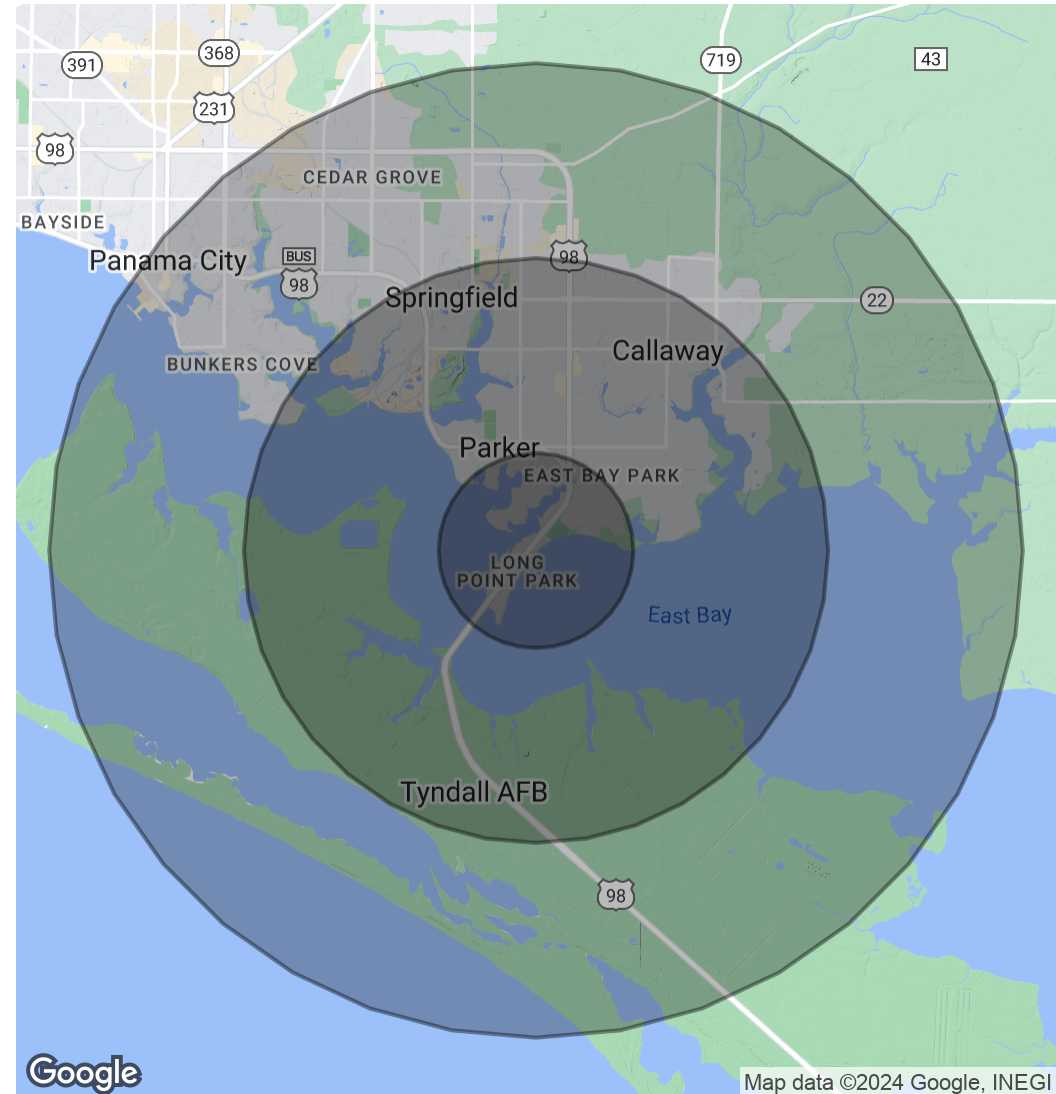 368
719
43
391
231
98
98
CEDAR GROVE
BAYSIDE
Panama City
BUS
98
98
Springfield
22
Callaway
BUNKERS COVE
Parker
EAST BAY PARK
LONG
POINT PARK
East Bay
Tyndall AFB
98
Google
Map data ©2024 Google, INEGI